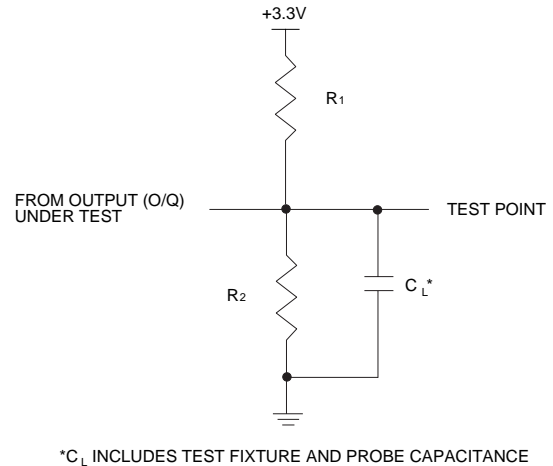 +3.3V
R1
FROM OUTPUT (O/Q)
UNDER TEST
TEST POINT
R2
CL*
*CL INCLUDES TEST FIXTURE AND PROBE CAPACITANCE